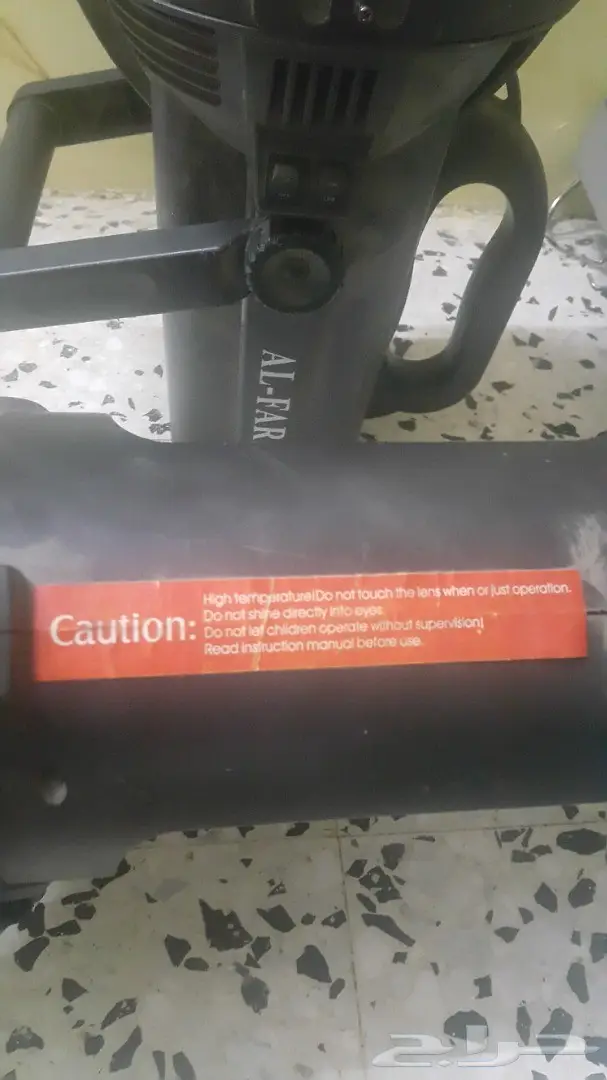 AL-FAR
Caution:
High temperature!Do not touch the lens when or just operation.
Do not shine directly into eyes.
Do not let children operate without supervision!
Read instruction manual before use.
حراج